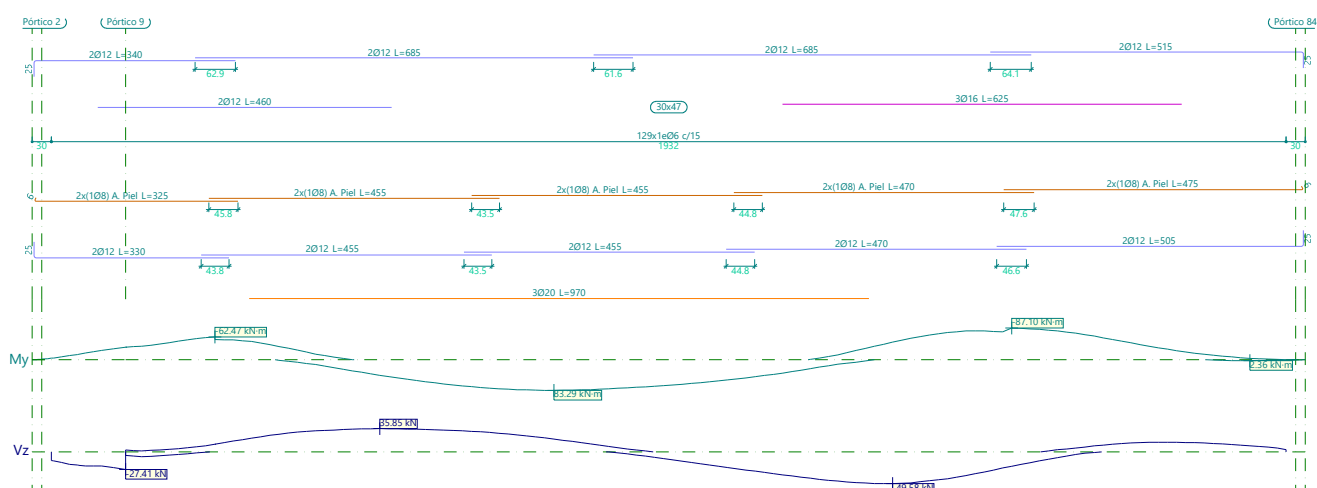 Pórtico 2
Pórtico 9
Pórtico 84
2Ø12 L=340
2Ø12 L=685
2Ø12 L=685
2Ø12 L=515
25
62.9
61.6
64.1
25
2Ø12 L=460
30x47
3Ø16 L=625
129x1eØ6 c/15
30
1932
30
6
2x(1Ø8) A. Piel L=325
2x(1Ø8) A. Piel L=455
2x(1Ø8) A. Piel L=455
2x(1Ø8) A. Piel L=470
2x(1Ø8) A. Piel L=475
45.8
43.5
44.8
47.6
25
2Ø12 L=330
2Ø12 L=455
2Ø12 L=455
2Ø12 L=470
2Ø12 L=505
25
43.8
43.5
44.8
46.6
3Ø20 L=970
My
-62.47 kN·m
83.29 kN·m
-87.10 kN·m
2.36 kN·m
Vz
-27.41 kN
35.85 kN
-49.58 kN